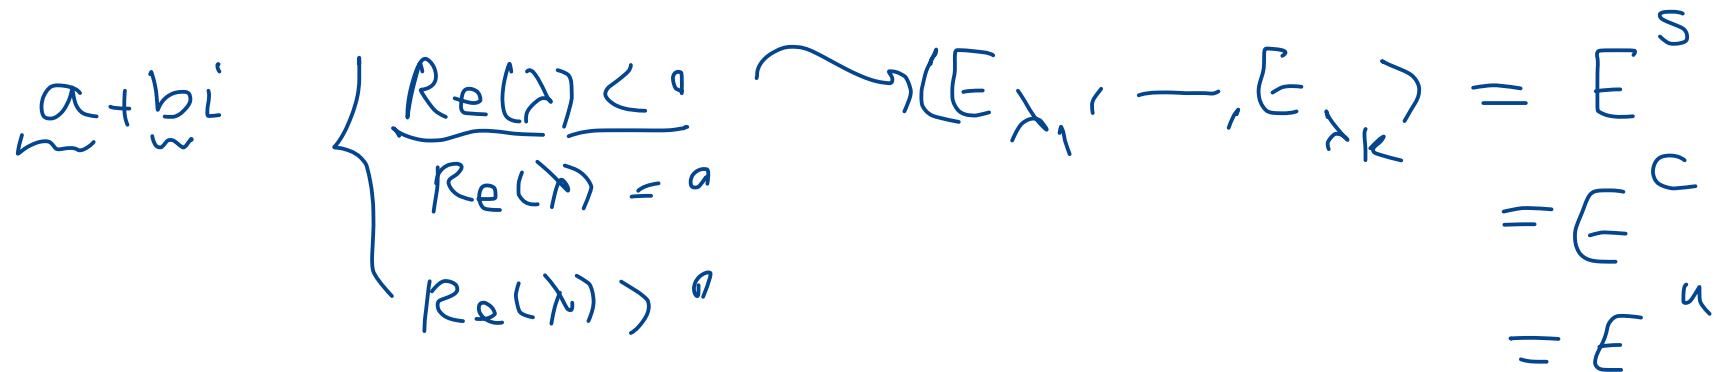 a+bi { Re(λ) < 0 ⟶ ⟨E_λ₁, —, E_λₖ⟩ = E^s
Re(λ) = 0 = E^c
Re(λ) > 0 = E^u